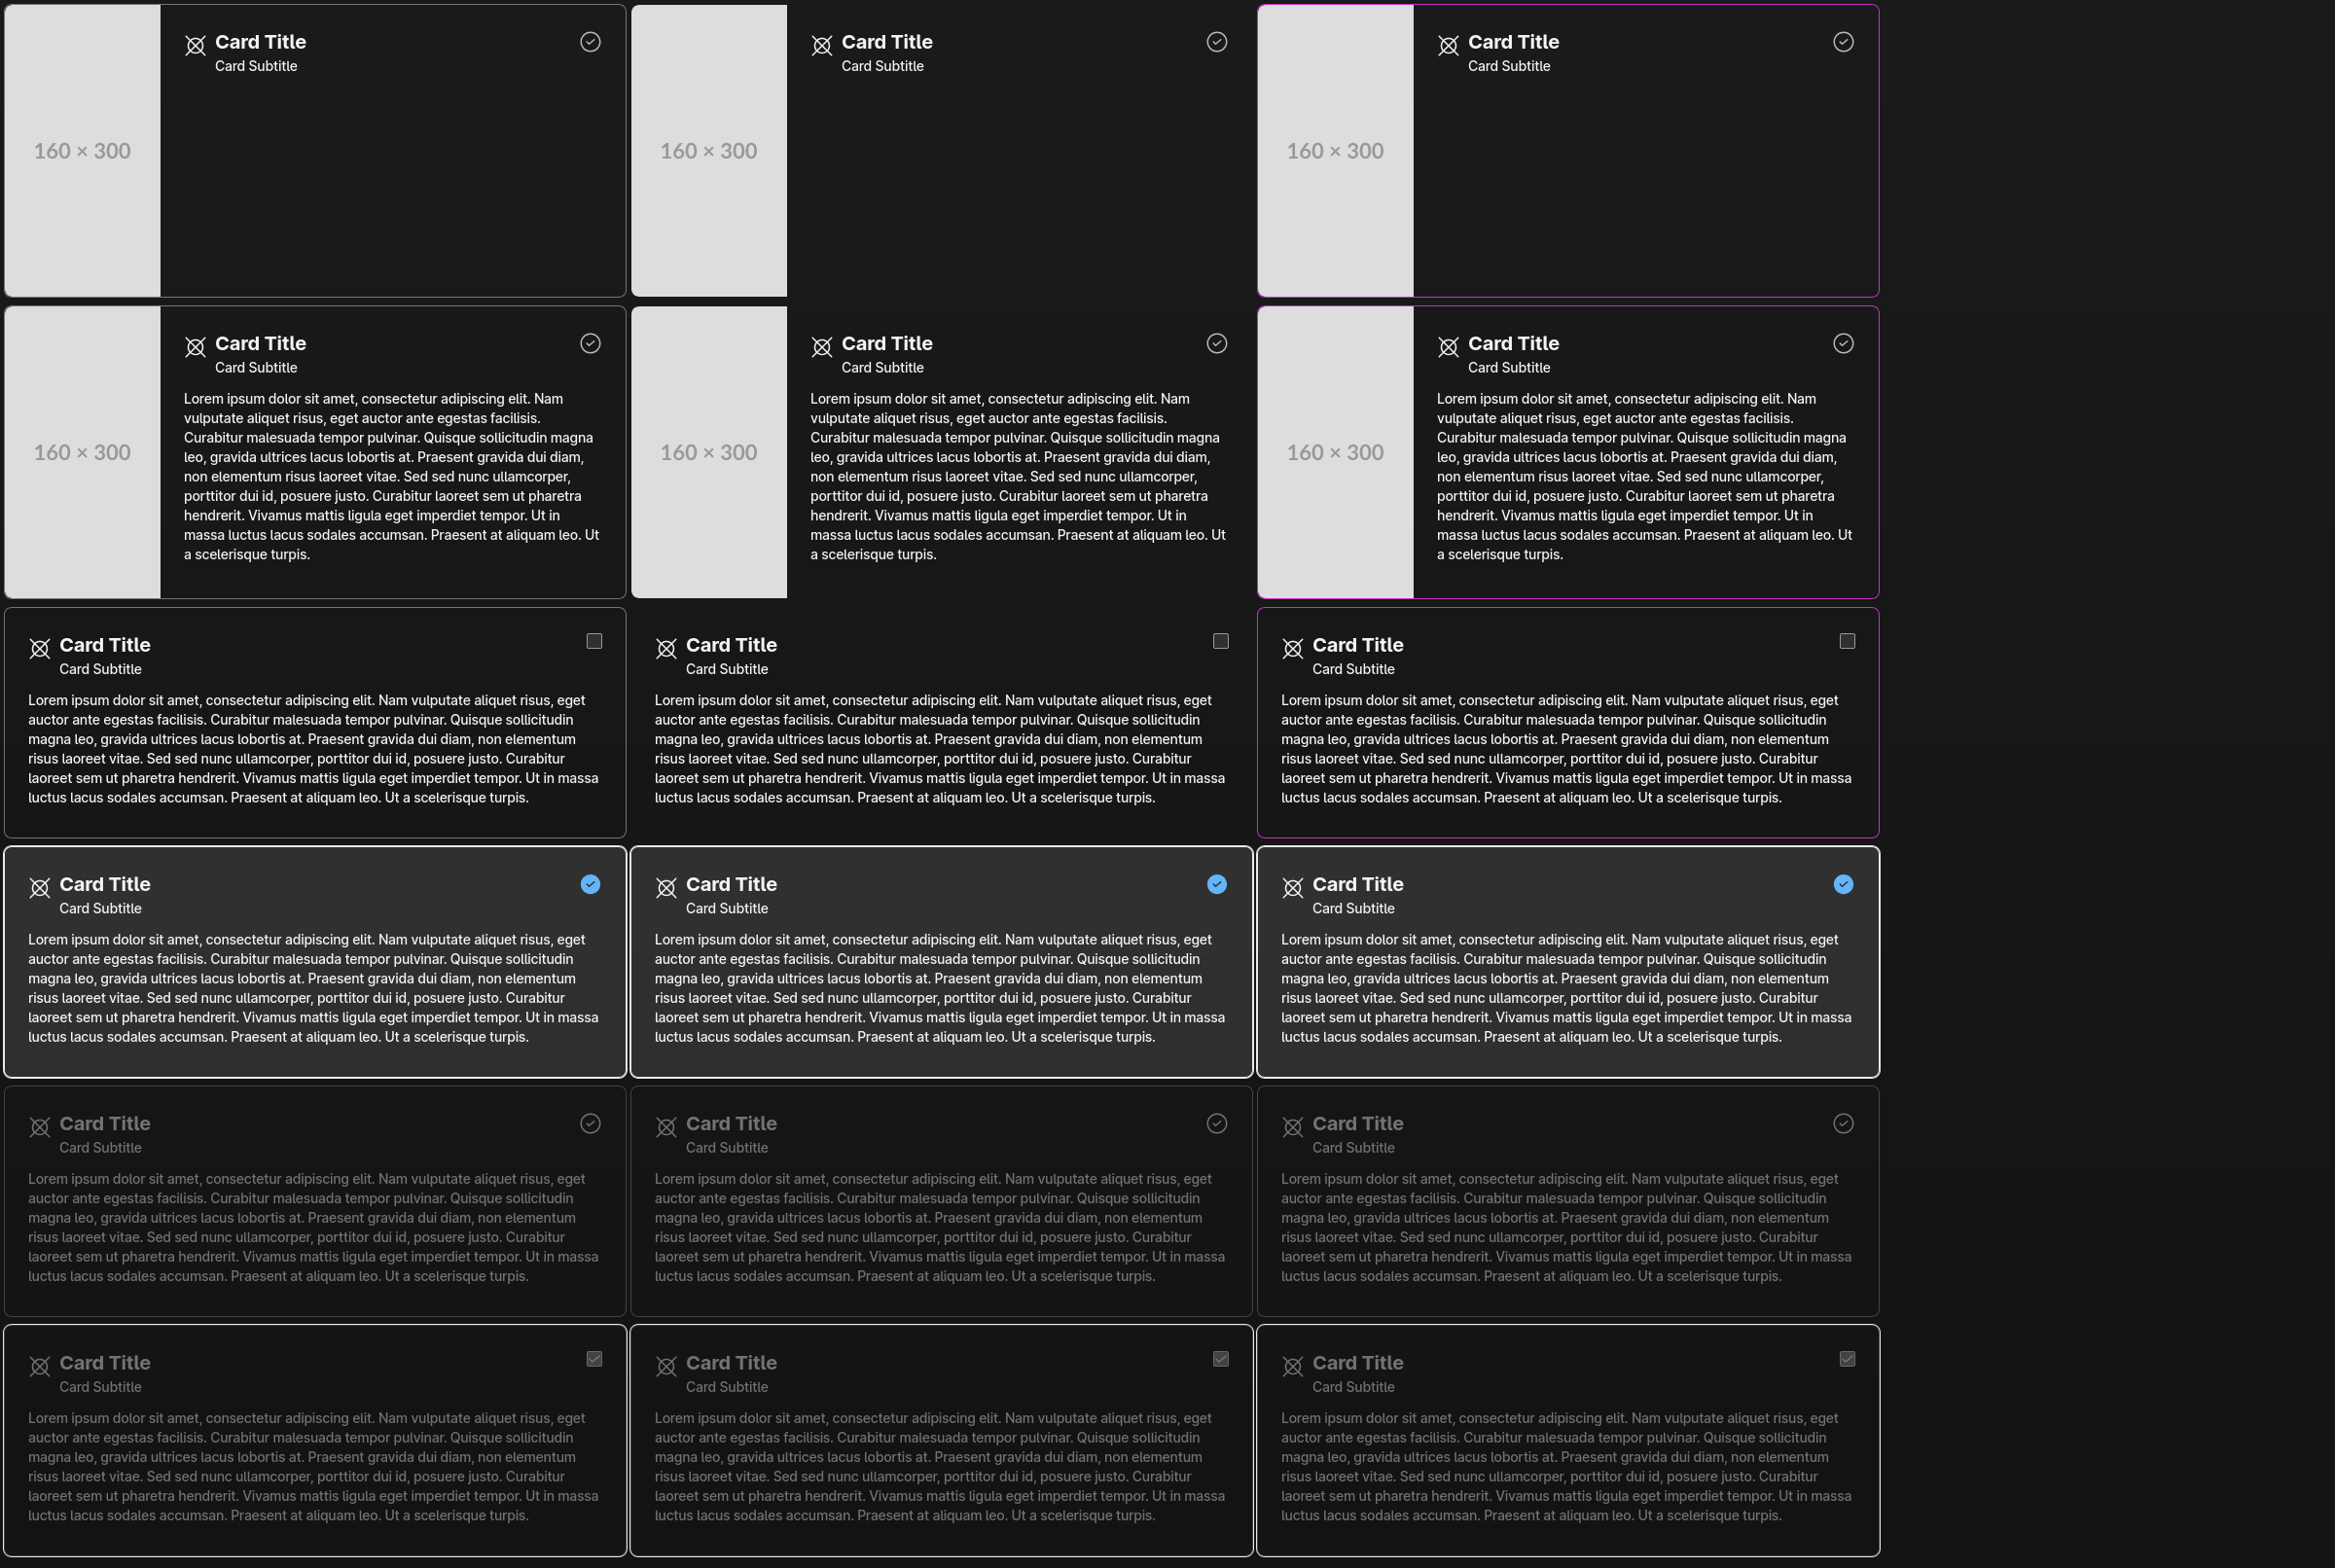 160 × 300
Card Title
Card Subtitle
160 × 300
Card Title
Card Subtitle
160 × 300
Card Title
Card Subtitle
160 × 300
Card Title
Card Subtitle
Lorem ipsum dolor sit amet, consectetur adipiscing elit. Nam
vulputate aliquet risus, eget auctor ante egestas facilisis.
Curabitur malesuada tempor pulvinar. Quisque sollicitudin magna
leo, gravida ultrices lacus lobortis at. Praesent gravida dui diam,
non elementum risus laoreet vitae. Sed sed nunc ullamcorper,
porttitor dui id, posuere justo. Curabitur laoreet sem ut pharetra
hendrerit. Vivamus mattis ligula eget imperdiet tempor. Ut in
massa luctus lacus sodales accumsan. Praesent at aliquam leo. Ut
a scelerisque turpis.
160 × 300
Card Title
Card Subtitle
Lorem ipsum dolor sit amet, consectetur adipiscing elit. Nam
vulputate aliquet risus, eget auctor ante egestas facilisis.
Curabitur malesuada tempor pulvinar. Quisque sollicitudin magna
leo, gravida ultrices lacus lobortis at. Praesent gravida dui diam,
non elementum risus laoreet vitae. Sed sed nunc ullamcorper,
porttitor dui id, posuere justo. Curabitur laoreet sem ut pharetra
hendrerit. Vivamus mattis ligula eget imperdiet tempor. Ut in
massa luctus lacus sodales accumsan. Praesent at aliquam leo. Ut
a scelerisque turpis.
160 × 300
Card Title
Card Subtitle
Lorem ipsum dolor sit amet, consectetur adipiscing elit. Nam
vulputate aliquet risus, eget auctor ante egestas facilisis.
Curabitur malesuada tempor pulvinar. Quisque sollicitudin magna
leo, gravida ultrices lacus lobortis at. Praesent gravida dui diam,
non elementum risus laoreet vitae. Sed sed nunc ullamcorper,
porttitor dui id, posuere justo. Curabitur laoreet sem ut pharetra
hendrerit. Vivamus mattis ligula eget imperdiet tempor. Ut in
massa luctus lacus sodales accumsan. Praesent at aliquam leo. Ut
a scelerisque turpis.
Card Title
Card Subtitle
Lorem ipsum dolor sit amet, consectetur adipiscing elit. Nam vulputate aliquet risus, eget
auctor ante egestas facilisis. Curabitur malesuada tempor pulvinar. Quisque sollicitudin
magna leo, gravida ultrices lacus lobortis at. Praesent gravida dui diam, non elementum
risus laoreet vitae. Sed sed nunc ullamcorper, porttitor dui id, posuere justo. Curabitur
laoreet sem ut pharetra hendrerit. Vivamus mattis ligula eget imperdiet tempor. Ut in massa
luctus lacus sodales accumsan. Praesent at aliquam leo. Ut a scelerisque turpis.
Card Title
Card Subtitle
Lorem ipsum dolor sit amet, consectetur adipiscing elit. Nam vulputate aliquet risus, eget
auctor ante egestas facilisis. Curabitur malesuada tempor pulvinar. Quisque sollicitudin
magna leo, gravida ultrices lacus lobortis at. Praesent gravida dui diam, non elementum
risus laoreet vitae. Sed sed nunc ullamcorper, porttitor dui id, posuere justo. Curabitur
laoreet sem ut pharetra hendrerit. Vivamus mattis ligula eget imperdiet tempor. Ut in massa
luctus lacus sodales accumsan. Praesent at aliquam leo. Ut a scelerisque turpis.
Card Title
Card Subtitle
Lorem ipsum dolor sit amet, consectetur adipiscing elit. Nam vulputate aliquet risus, eget
auctor ante egestas facilisis. Curabitur malesuada tempor pulvinar. Quisque sollicitudin
magna leo, gravida ultrices lacus lobortis at. Praesent gravida dui diam, non elementum
risus laoreet vitae. Sed sed nunc ullamcorper, porttitor dui id, posuere justo. Curabitur
laoreet sem ut pharetra hendrerit. Vivamus mattis ligula eget imperdiet tempor. Ut in massa
luctus lacus sodales accumsan. Praesent at aliquam leo. Ut a scelerisque turpis.
Card Title
Card Subtitle
Lorem ipsum dolor sit amet, consectetur adipiscing elit. Nam vulputate aliquet risus, eget
auctor ante egestas facilisis. Curabitur malesuada tempor pulvinar. Quisque sollicitudin
magna leo, gravida ultrices lacus lobortis at. Praesent gravida dui diam, non elementum
risus laoreet vitae. Sed sed nunc ullamcorper, porttitor dui id, posuere justo. Curabitur
laoreet sem ut pharetra hendrerit. Vivamus mattis ligula eget imperdiet tempor. Ut in massa
luctus lacus sodales accumsan. Praesent at aliquam leo. Ut a scelerisque turpis.
Card Title
Card Subtitle
Lorem ipsum dolor sit amet, consectetur adipiscing elit. Nam vulputate aliquet risus, eget
auctor ante egestas facilisis. Curabitur malesuada tempor pulvinar. Quisque sollicitudin
magna leo, gravida ultrices lacus lobortis at. Praesent gravida dui diam, non elementum
risus laoreet vitae. Sed sed nunc ullamcorper, porttitor dui id, posuere justo. Curabitur
laoreet sem ut pharetra hendrerit. Vivamus mattis ligula eget imperdiet tempor. Ut in massa
luctus lacus sodales accumsan. Praesent at aliquam leo. Ut a scelerisque turpis.
Card Title
Card Subtitle
Lorem ipsum dolor sit amet, consectetur adipiscing elit. Nam vulputate aliquet risus, eget
auctor ante egestas facilisis. Curabitur malesuada tempor pulvinar. Quisque sollicitudin
magna leo, gravida ultrices lacus lobortis at. Praesent gravida dui diam, non elementum
risus laoreet vitae. Sed sed nunc ullamcorper, porttitor dui id, posuere justo. Curabitur
laoreet sem ut pharetra hendrerit. Vivamus mattis ligula eget imperdiet tempor. Ut in massa
luctus lacus sodales accumsan. Praesent at aliquam leo. Ut a scelerisque turpis.
Card Title
Card Subtitle
Lorem ipsum dolor sit amet, consectetur adipiscing elit. Nam vulputate aliquet risus, eget
auctor ante egestas facilisis. Curabitur malesuada tempor pulvinar. Quisque sollicitudin
magna leo, gravida ultrices lacus lobortis at. Praesent gravida dui diam, non elementum
risus laoreet vitae. Sed sed nunc ullamcorper, porttitor dui id, posuere justo. Curabitur
laoreet sem ut pharetra hendrerit. Vivamus mattis ligula eget imperdiet tempor. Ut in massa
luctus lacus sodales accumsan. Praesent at aliquam leo. Ut a scelerisque turpis.
Card Title
Card Subtitle
Lorem ipsum dolor sit amet, consectetur adipiscing elit. Nam vulputate aliquet risus, eget
auctor ante egestas facilisis. Curabitur malesuada tempor pulvinar. Quisque sollicitudin
magna leo, gravida ultrices lacus lobortis at. Praesent gravida dui diam, non elementum
risus laoreet vitae. Sed sed nunc ullamcorper, porttitor dui id, posuere justo. Curabitur
laoreet sem ut pharetra hendrerit. Vivamus mattis ligula eget imperdiet tempor. Ut in massa
luctus lacus sodales accumsan. Praesent at aliquam leo. Ut a scelerisque turpis.
Card Title
Card Subtitle
Lorem ipsum dolor sit amet, consectetur adipiscing elit. Nam vulputate aliquet risus, eget
auctor ante egestas facilisis. Curabitur malesuada tempor pulvinar. Quisque sollicitudin
magna leo, gravida ultrices lacus lobortis at. Praesent gravida dui diam, non elementum
risus laoreet vitae. Sed sed nunc ullamcorper, porttitor dui id, posuere justo. Curabitur
laoreet sem ut pharetra hendrerit. Vivamus mattis ligula eget imperdiet tempor. Ut in massa
luctus lacus sodales accumsan. Praesent at aliquam leo. Ut a scelerisque turpis.
Card Title
Card Subtitle
Lorem ipsum dolor sit amet, consectetur adipiscing elit. Nam vulputate aliquet risus, eget
auctor ante egestas facilisis. Curabitur malesuada tempor pulvinar. Quisque sollicitudin
magna leo, gravida ultrices lacus lobortis at. Praesent gravida dui diam, non elementum
risus laoreet vitae. Sed sed nunc ullamcorper, porttitor dui id, posuere justo. Curabitur
laoreet sem ut pharetra hendrerit. Vivamus mattis ligula eget imperdiet tempor. Ut in massa
luctus lacus sodales accumsan. Praesent at aliquam leo. Ut a scelerisque turpis.
Card Title
Card Subtitle
Lorem ipsum dolor sit amet, consectetur adipiscing elit. Nam vulputate aliquet risus, eget
auctor ante egestas facilisis. Curabitur malesuada tempor pulvinar. Quisque sollicitudin
magna leo, gravida ultrices lacus lobortis at. Praesent gravida dui diam, non elementum
risus laoreet vitae. Sed sed nunc ullamcorper, porttitor dui id, posuere justo. Curabitur
laoreet sem ut pharetra hendrerit. Vivamus mattis ligula eget imperdiet tempor. Ut in massa
luctus lacus sodales accumsan. Praesent at aliquam leo. Ut a scelerisque turpis.
Card Title
Card Subtitle
Lorem ipsum dolor sit amet, consectetur adipiscing elit. Nam vulputate aliquet risus, eget
auctor ante egestas facilisis. Curabitur malesuada tempor pulvinar. Quisque sollicitudin
magna leo, gravida ultrices lacus lobortis at. Praesent gravida dui diam, non elementum
risus laoreet vitae. Sed sed nunc ullamcorper, porttitor dui id, posuere justo. Curabitur
laoreet sem ut pharetra hendrerit. Vivamus mattis ligula eget imperdiet tempor. Ut in massa
luctus lacus sodales accumsan. Praesent at aliquam leo. Ut a scelerisque turpis.